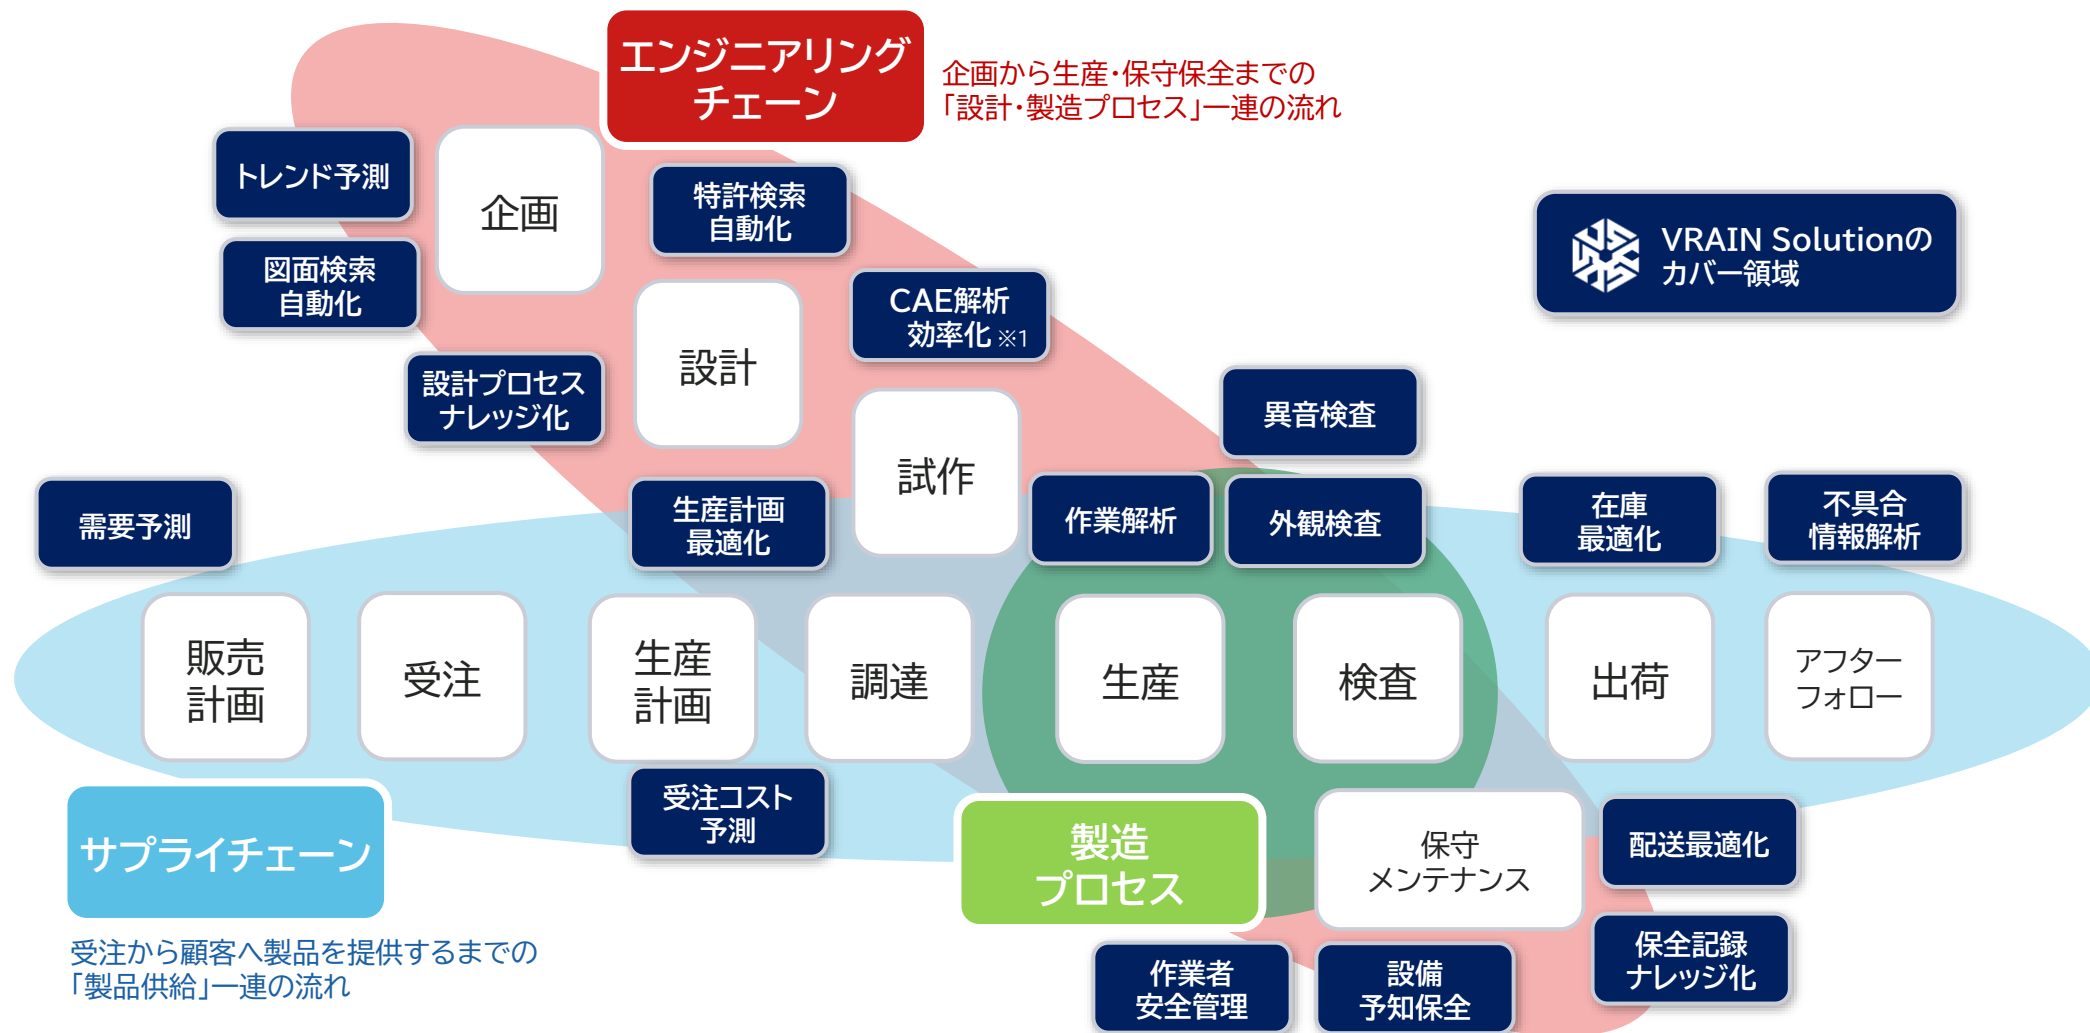 エンジニアリング
チェーン
企画から生産・保守保全までの
「設計・製造プロセス」一連の流れ
トレンド予測
企画
特許検索
自動化
VRAIN Solutionの
カバー領域
図面検索
自動化
設計
CAE解析
効率化 ※1
設計プロセス
ナレッジ化
試作
異音検査
需要予測
生産計画
最適化
作業解析
外観検査
在庫
最適化
不具合
情報解析
販売
計画
受注
生産
計画
調達
生産
検査
出荷
アフター
フォロー
受注コスト
予測
サプライチェーン
受注から顧客へ製品を提供するまでの
「製品供給」一連の流れ
製造
プロセス
保守
メンテナンス
配送最適化
作業者
安全管理
設備
予知保全
保全記録
ナレッジ化